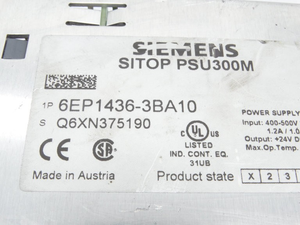 SIEMENS
SITOP PSU300M
1P 6EP1436-3BA10
S Q6XN375190
POWER SUPPLY
Input: 400-500V
1.2A / 1.0
Output: +24V D
Max.Op.Temp.
CE
UL US
LISTED
IND. CONT. EQ.
31UB
Made in Austria
Product state X 2 3